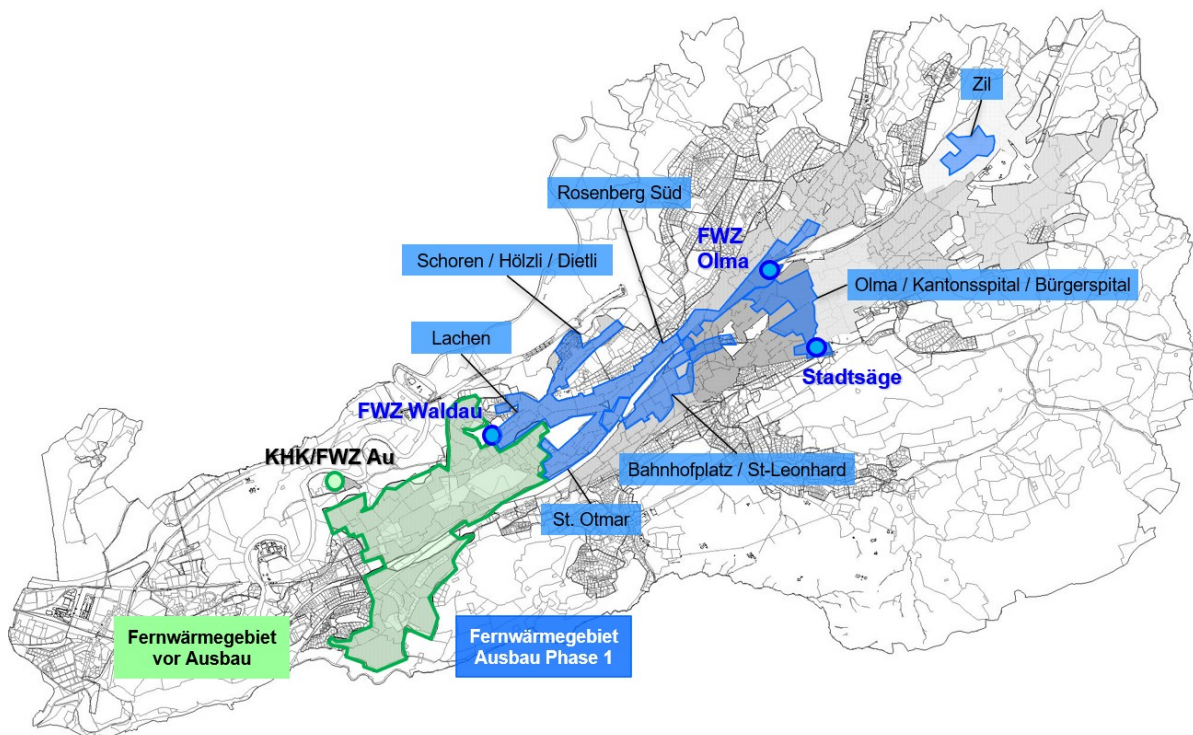 Zil
Rosenberg Süd
FWZ
Olma
Schoren / Hölzli / Dietli
Olma / Kantonsspital / Bürgerspital
Lachen
Stadtsäge
FWZ Waldau
KHK/FWZ Au
Bahnhofplatz / St-Leonhard
St. Otmar
Fernwärmegebiet
vor Ausbau
Fernwärmegebiet
Ausbau Phase 1